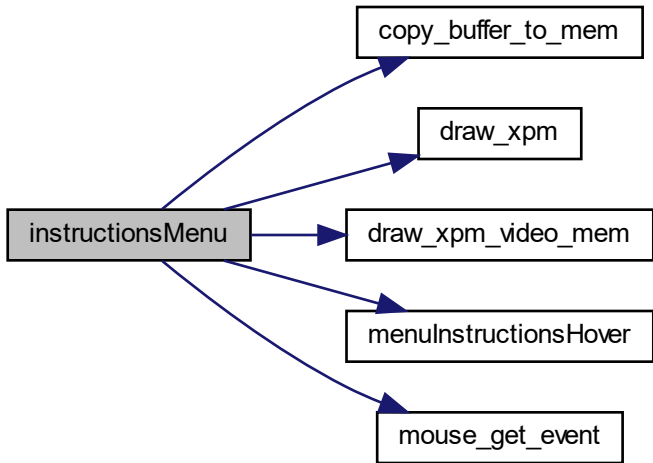 copy_buffer_to_mem
draw_xpm
instructionsMenu
draw_xpm_video_mem
menuInstructionsHover
mouse_get_event